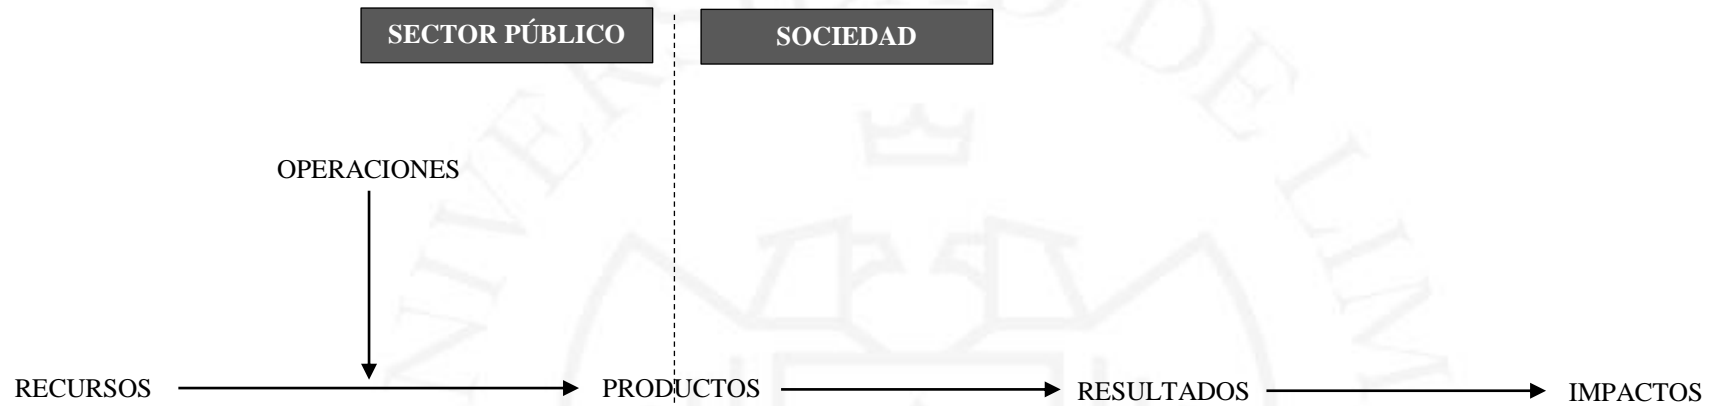 SECTOR PÚBLICO
SOCIEDAD
OPERACIONES
RECURSOS
PRODUCTOS
RESULTADOS
IMPACTOS